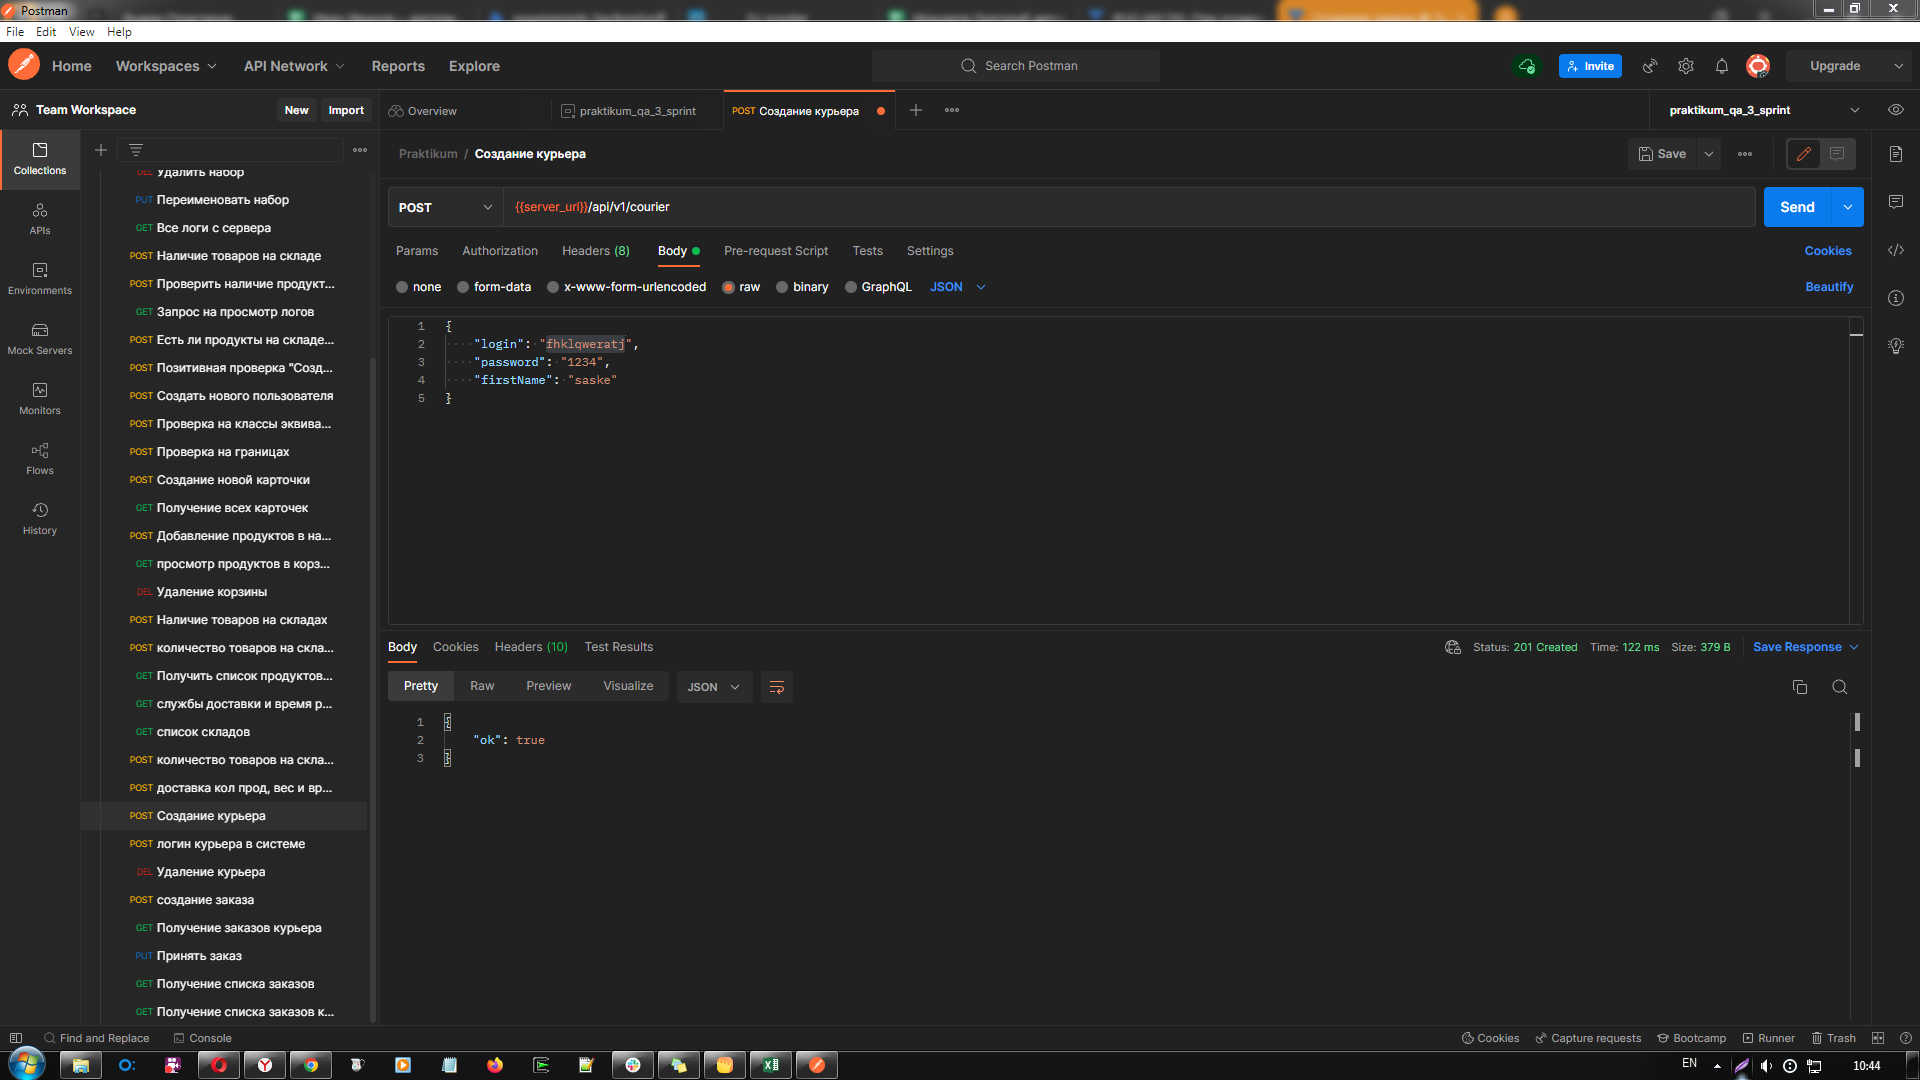 Postman
File Edit View Help
Home Workspaces API Network Reports Explore Search Postman Invite Upgrade
Team Workspace New Import Overview praktikum_qa_3_sprint POST Создание курьера praktikum_qa_3_sprint
Collections
APIs
Environments
Mock Servers
Monitors
Flows
History
DEL Удалить набор
PUT Переименовать набор
GET Все логи с сервера
POST Наличие товаров на складе
POST Проверить наличие продукт...
GET Запрос на просмотр логов
POST Есть ли продукты на складе...
POST Позитивная проверка "Созд...
POST Создать нового пользователя
POST Проверка на классы эквива...
POST Проверка на границах
POST Создание новой карточки
GET Получение всех карточек
POST Добавление продуктов в на...
GET просмотр продуктов в корз...
DEL Удаление корзины
POST Наличие товаров на складах
POST количество товаров на скла...
GET Получить список продуктов...
GET службы доставки и время р...
GET список складов
POST количество товаров на скла...
POST доставка кол прод, вес и вр...
POST Создание курьера
POST логин курьера в системе
DEL Удаление курьера
POST создание заказа
GET Получение заказов курьера
PUT Принять заказ
GET Получение списка заказов
GET Получение списка заказов к...
Praktikum / Создание курьера Save
POST {{server_url}}/api/v1/courier Send
Params Authorization Headers (8) Body Pre-request Script Tests Settings Cookies
none form-data x-www-form-urlencoded raw binary GraphQL JSON Beautify
1 {
2 "login": "fhklqweratj",
3 "password": "1234",
4 "firstName": "saske"
5 }
Body Cookies Headers (10) Test Results Status: 201 Created Time: 122 ms Size: 379 B Save Response
Pretty Raw Preview Visualize JSON
1 {
2 "ok": true
3 }
Find and Replace Console Cookies Capture requests Bootcamp Runner Trash
EN 10:44